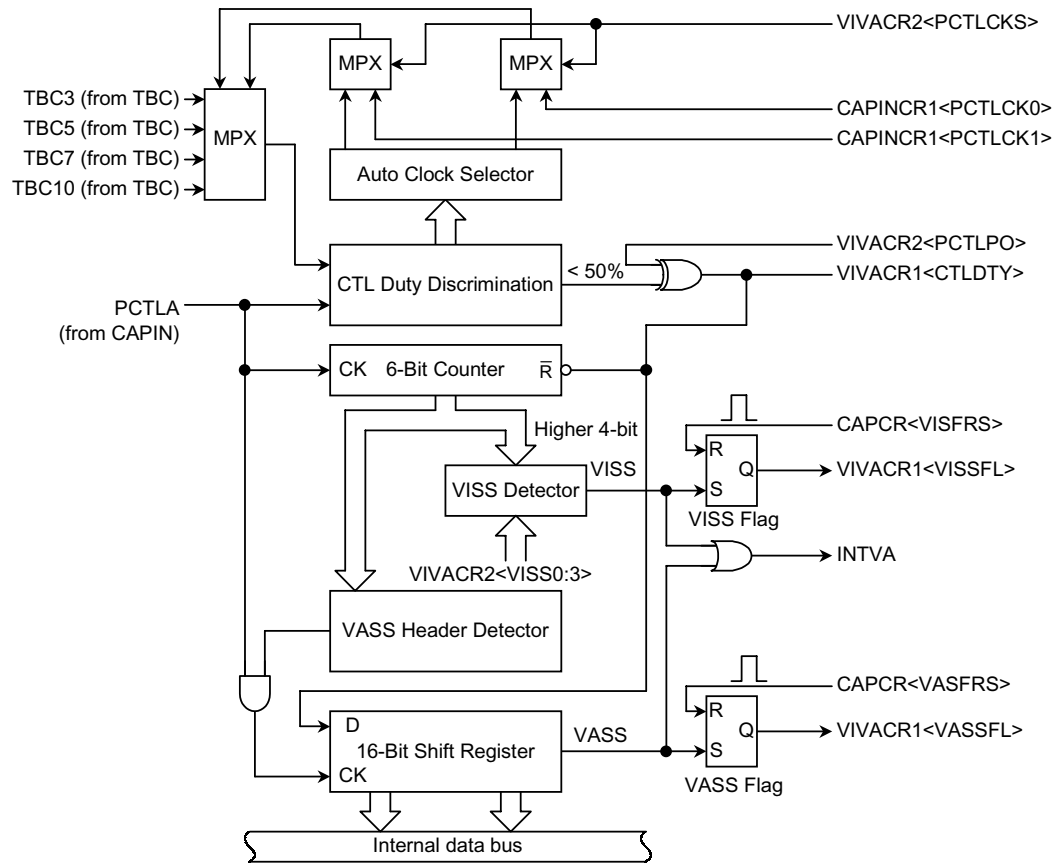 VIVACR2<PCTLCKS>
MPX
MPX
TBC3 (from TBC)
TBC5 (from TBC)
TBC7 (from TBC)
TBC10 (from TBC)
MPX
CAPINCR1<PCTLCK0>
CAPINCR1<PCTLCK1>
Auto Clock Selector
VIVACR2<PCTLPO>
< 50%
VIVACR1<CTLDTY>
CTL Duty Discrimination
PCTLA
(from CAPIN)
CK 6-Bit Counter R̅
Higher 4-bit
CAPCR<VISFRS>
R
Q
S
VIVACR1<VISSFL>
VISS
VISS Detector
VISS Flag
INTVA
VIVACR2<VISS0:3>
VASS Header Detector
CAPCR<VASFRS>
D
R
Q
S
VIVACR1<VASSFL>
VASS
16-Bit Shift Register
CK
VASS Flag
Internal data bus